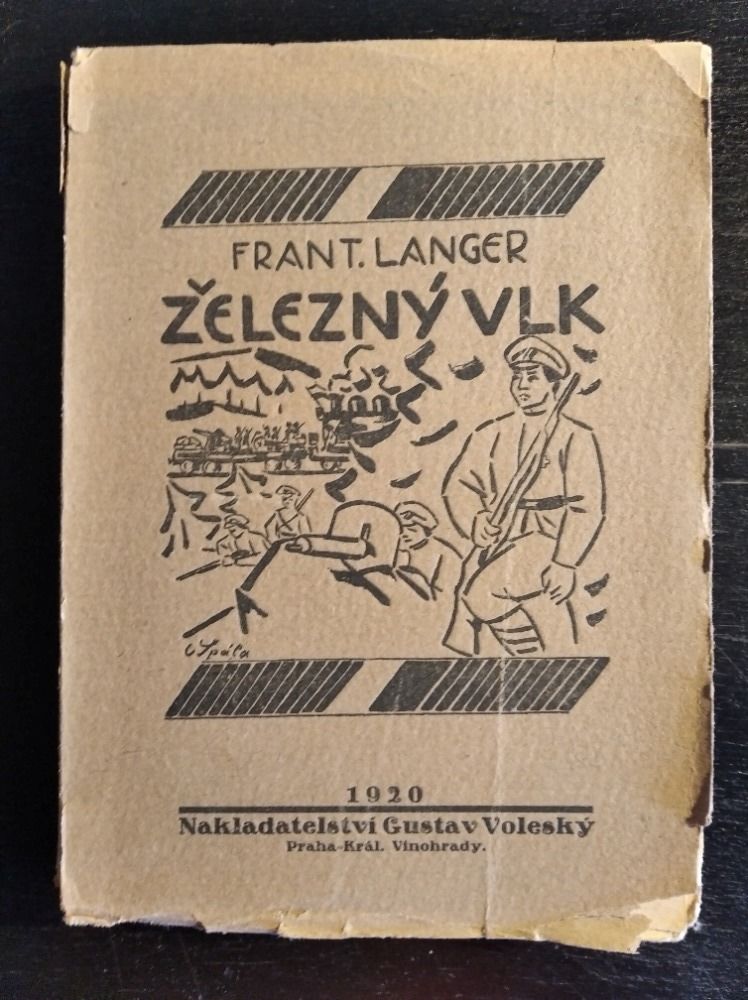 FRANT. LANGER
ŽELEZNÝ VLK
V Špála
1920
Nakladatelství Gustav Voleský
Praha-Král. Vinohrady.